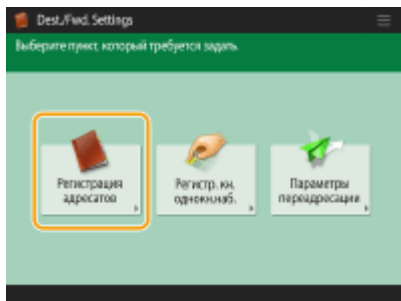 Dest./Fwd. Settings
Выберите пункт, который требуется задать.
Регистрация
адресатов
Регистр. кн.
однокн.наб.
Параметры
переадресации